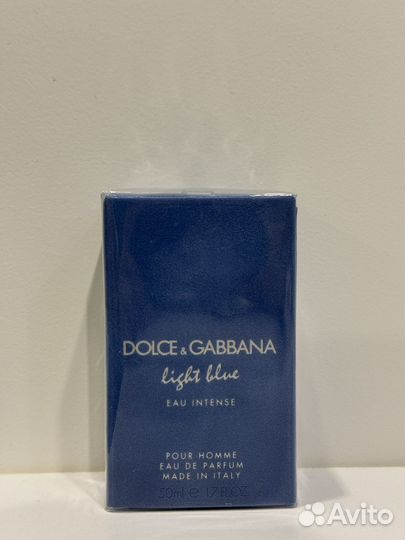 DOLCE & GABBANA
light blue
EAU INTENSE
POUR HOMME
EAU DE PARFUM
MADE IN ITALY
50ml e 1.7 FL.OZ.
Avito